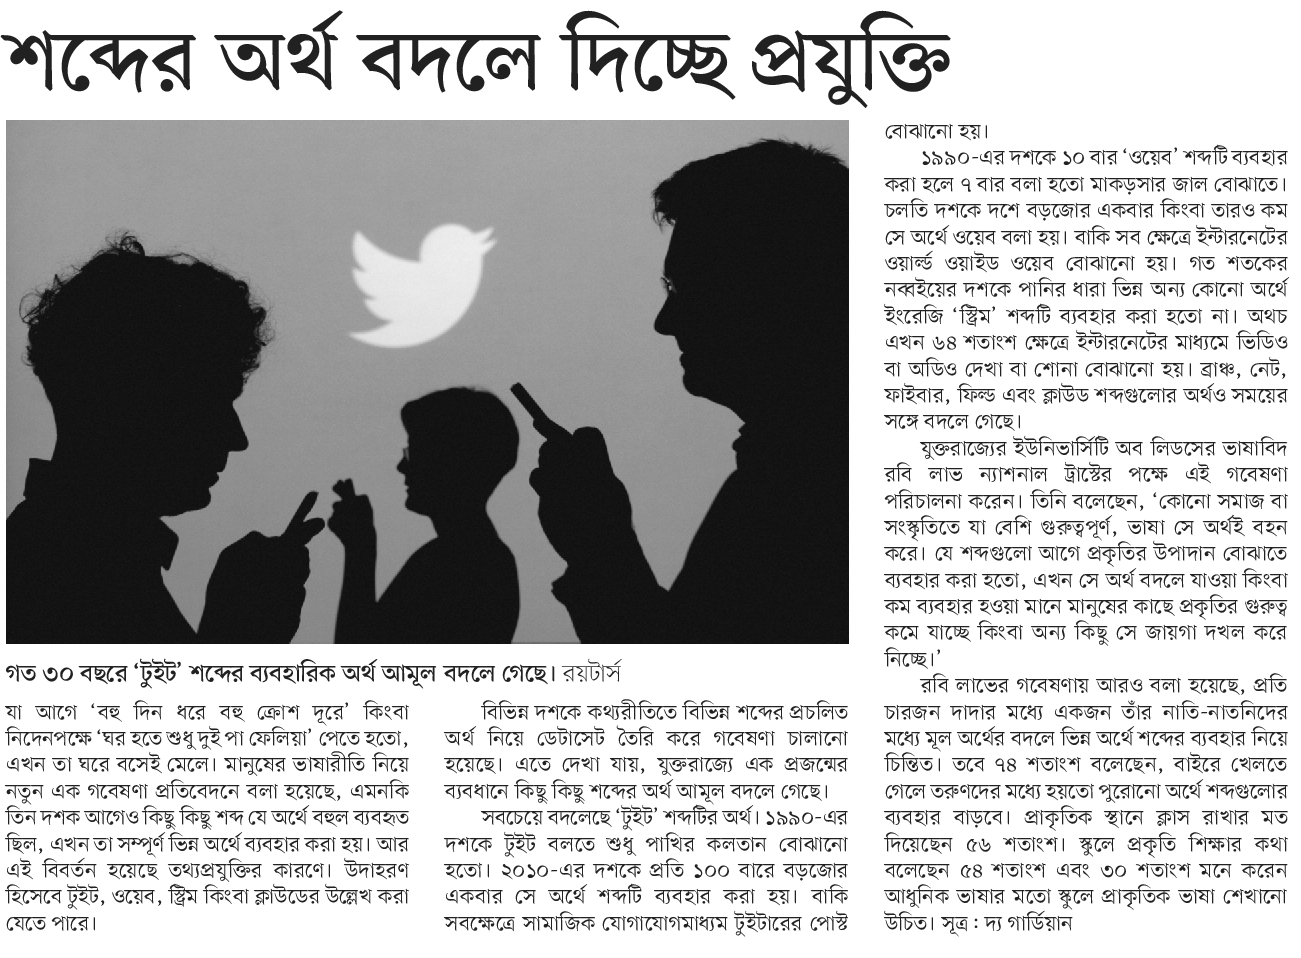 শব্দের অর্থ বদলে দিচ্ছে প্রযুক্তি
গত ৩০ বছরে ‘টুইট’ শব্দের ব্যবহারিক অর্থ আমূল বদলে গেছে। রয়টার্স
যা আগে ‘বহু দিন ধরে বহু ক্রোশ দূরে’ কিংবা
নিদেনপক্ষে ‘ঘর হতে শুধু দুই পা ফেলিয়া’ পেতে হতো,
এখন তা ঘরে বসেই মেলে। মানুষের ভাষারীতি নিয়ে
নতুন এক গবেষণা প্রতিবেদনে বলা হয়েছে, এমনকি
তিন দশক আগেও কিছু কিছু শব্দ যে অর্থে বহুল ব্যবহৃত
ছিল, এখন তা সম্পূর্ণ ভিন্ন অর্থে ব্যবহার করা হয়। আর
এই বিবর্তন হয়েছে তথ্যপ্রযুক্তির কারণে। উদাহরণ
হিসেবে টুইট, ওয়েব, স্ট্রিম কিংবা ক্লাউডের উল্লেখ করা
যেতে পারে।
বিভিন্ন দশকে কথ্যরীতিতে বিভিন্ন শব্দের প্রচলিত
অর্থ নিয়ে ডেটাসেট তৈরি করে গবেষণা চালানো
হয়েছে। এতে দেখা যায়, যুক্তরাজ্যে এক প্রজন্মের
ব্যবধানে কিছু কিছু শব্দের অর্থ আমূল বদলে গেছে।
সবচেয়ে বদলেছে ‘টুইট’ শব্দটির অর্থ। ১৯৯০-এর
দশকে টুইট বলতে শুধু পাখির কলতান বোঝানো
হতো। ২০১০-এর দশকে প্রতি ১০০ বারে বড়জোর
একবার সে অর্থে শব্দটি ব্যবহার করা হয়। বাকি
সবক্ষেত্রে সামাজিক যোগাযোগমাধ্যম টুইটারের পোস্ট
বোঝানো হয়।
১৯৯০-এর দশকে ১০ বার ‘ওয়েব’ শব্দটি ব্যবহার
করা হলে ৭ বার বলা হতো মাকড়সার জাল বোঝাতে।
চলতি দশকে দশে বড়জোর একবার কিংবা তারও কম
সে অর্থে ওয়েব বলা হয়। বাকি সব ক্ষেত্রে ইন্টারনেটের
ওয়ার্ল্ড ওয়াইড ওয়েব বোঝানো হয়। গত শতকের
নব্বইয়ের দশকে পানির ধারা ভিন্ন অন্য কোনো অর্থে
ইংরেজি ‘স্ট্রিম’ শব্দটি ব্যবহার করা হতো না। অথচ
এখন ৬৪ শতাংশ ক্ষেত্রে ইন্টারনেটের মাধ্যমে ভিডিও
বা অডিও দেখা বা শোনা বোঝানো হয়। ব্রাঞ্চ, নেট,
ফাইবার, ফিল্ড এবং ক্লাউড শব্দগুলোর অর্থও সময়ের
সঙ্গে বদলে গেছে।
যুক্তরাজ্যের ইউনিভার্সিটি অব লিডসের ভাষাবিদ
রবি লাভ ন্যাশনাল ট্রাস্টের পক্ষে এই গবেষণা
পরিচালনা করেন। তিনি বলেছেন, ‘কোনো সমাজ বা
সংস্কৃতিতে যা বেশি গুরুত্বপূর্ণ, ভাষা সে অর্থই বহন
করে। যে শব্দগুলো আগে প্রকৃতির উপাদান বোঝাতে
ব্যবহার করা হতো, এখন সে অর্থ বদলে যাওয়া কিংবা
কম ব্যবহার হওয়া মানে মানুষের কাছে প্রকৃতির গুরুত্ব
কমে যাচ্ছে কিংবা অন্য কিছু সে জায়গা দখল করে
নিচ্ছে।’
রবি লাভের গবেষণায় আরও বলা হয়েছে, প্রতি
চারজন দাদার মধ্যে একজন তাঁর নাতি-নাতনিদের
মধ্যে মূল অর্থের বদলে ভিন্ন অর্থে শব্দের ব্যবহার নিয়ে
চিন্তিত। তবে ৭৪ শতাংশ বলেছেন, বাইরে খেলতে
গেলে তরুণদের মধ্যে হয়তো পুরোনো অর্থে শব্দগুলোর
ব্যবহার বাড়বে। প্রাকৃতিক স্থানে ক্লাস রাখার মত
দিয়েছেন ৫৬ শতাংশ। স্কুলে প্রকৃতি শিক্ষার কথা
বলেছেন ৫৪ শতাংশ এবং ৩০ শতাংশ মনে করেন
আধুনিক ভাষার মতো স্কুলে প্রাকৃতিক ভাষা শেখানো
উচিত। সূত্র : দ্য গার্ডিয়ান